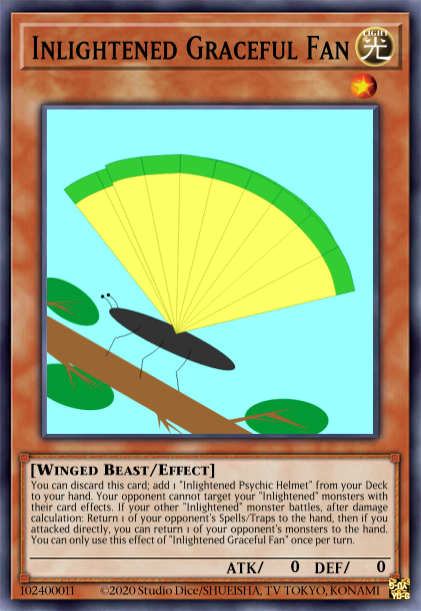 INLIGHTENED GRACEFUL FAN
LIGHT
光
[WINGED BEAST/EFFECT]
You can discard this card; add 1 "Inlightened Psychic Helmet" from your Deck
to your hand. Your opponent cannot target your "Inlightened" monsters with
their card effects. If your other "Inlightened" monster battles, after damage
calculation: Return 1 of your opponent's Spells/Traps to the hand, then if you
attacked directly, you can return 1 of your opponent's monsters to the hand.
You can only use this effect of "Inlightened Graceful Fan" once per turn.
ATK/ 0 DEF/ 0
102400011 ©2020 Studio Dice/SHUEISHA, TV TOKYO, KONAMI